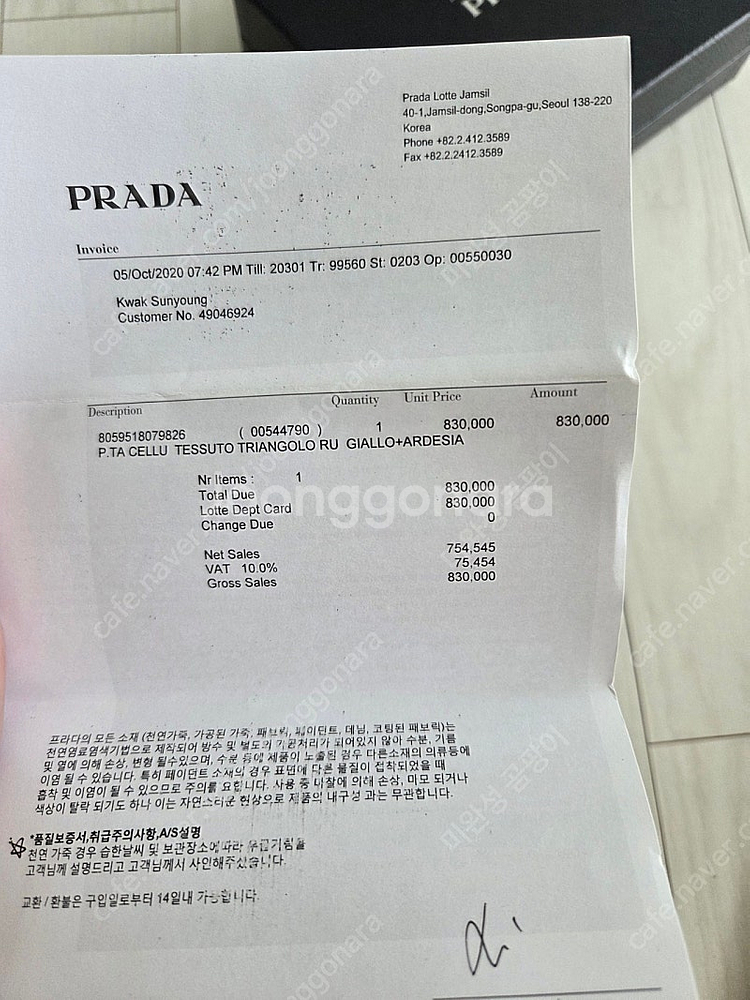 Prada Lotte Jamsil
40-1,Jamsil-dong,Songpa-gu,Seoul 138-220
Korea
Phone +82.2.412.3589
Fax +82.2.2412.3589
PRADA
Invoice
05/Oct/2020 07:42 PM Till: 20301 Tr: 99560 St: 0203 Op: 00550030
Kwak Sunyoung
Customer No. 49046924
Description Quantity Unit Price Amount
8059518079826 ( 00544790 ) 1 830,000 830,000
P.TA CELLU TESSUTO TRIANGOLO RU GIALLO+ARDESIA
Nr Items : 1
Total Due 830,000
Lotte Dept Card 830,000
Change Due 0
Net Sales 754,545
VAT 10.0% 75,454
Gross Sales 830,000
joonggonara
프라다의 모든 소재 (천연가죽, 가공된 가죽, 패브릭, 페이던트, 데님, 코팅된 패브릭)는
천연염료염색기법으로 제작되어 방수 및 별도의 가공처리가 되어있지 않아 수분, 기름
및 열에 의해 손상, 변형 될수있으며, 수분 등에 제품이 노출된 경우 다른소재의 의류등에
이염 될 수 있습니다. 특히 페이던트 소재의 경우 표면에 다른 물질이 접착되었을 때
흡착 및 이염이 될 수 있으므로 주의를 요합니다. 사용 중 마찰에 의해 손상, 마모 되거나
색상이 탈락 되기도 하나 이는 자연스러운 현상으로 제품의 내구성 과는 무관합니다.
*품질보증서,취급주의사항,A/S설명
천연 가죽 경우 습한날씨 및 보관장소에따라
고객님께 설명드리고 고객님께서 사인해주셨습니다.
교환 / 환불은 구입일로부터 14일내 가능합니다.